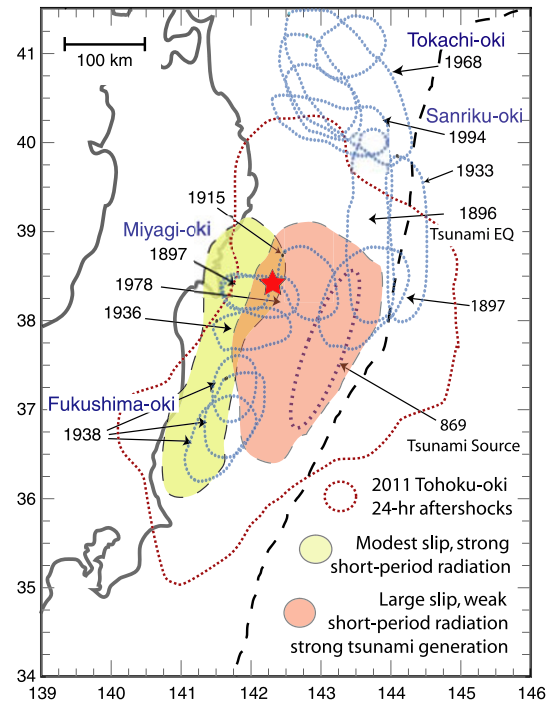 41
40
39
38
37
36
35
34
139
140
141
142
143
144
145
146
100 km
Tokachi-oki
1968
Sanriku-oki
1994
1933
1915
1896
Tsunami EQ
Miyagi-oki
1897
1978
1936
1897
Fukushima-oki
1938
869
Tsunami Source
2011 Tohoku-oki
24-hr aftershocks
Modest slip, strong
short-period radiation
Large slip, weak
short-period radiation
strong tsunami generation